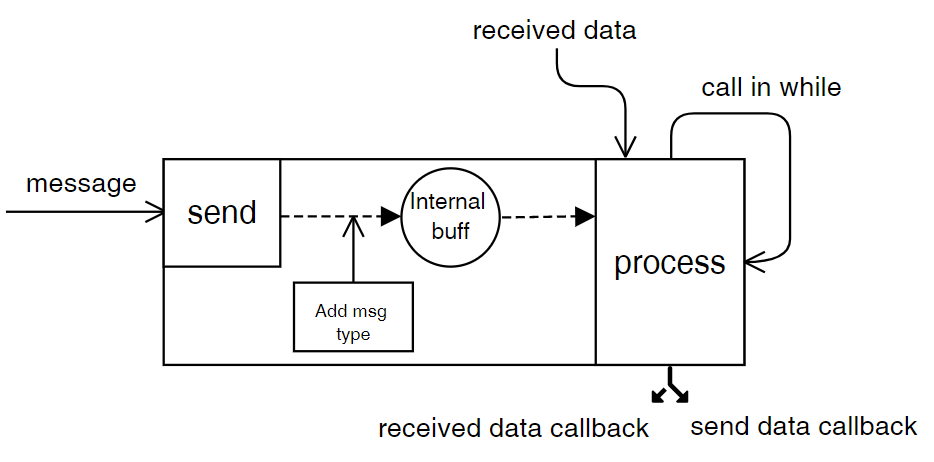 received data
call in while
message
send
Internal
buff
process
Add msg
type
received data callback
send data callback